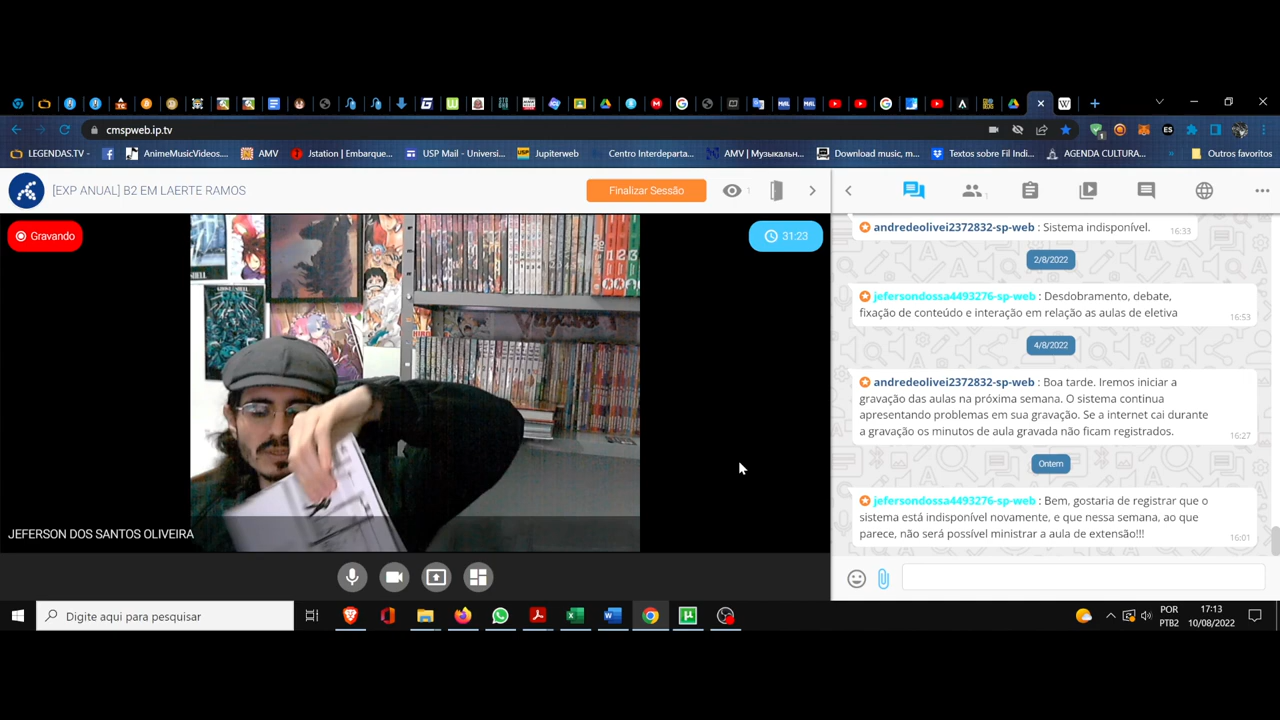 cmspweb.ip.tv
LEGENDAS.TV -
AnimeMusicVideos....
AMV
Jstation | Embarque...
USP Mail - Universi...
Jupiterweb
Centro Interdeparta...
AMV | Музыкальн...
Download music, m...
Textos sobre Fil Indi...
AGENDA CULTURA...
»
Outros favoritos
[EXP ANUAL] B2 EM LAERTE RAMOS
Finalizar Sessão
1
1
Gravando
31:23
JEFERSON DOS SANTOS OLIVEIRA
andredeolivei2372832-sp-web : Sistema indisponível.
16:33
2/8/2022
jefersondossa4493276-sp-web : Desdobramento, debate,
fixação de conteúdo e interação em relação as aulas de eletiva
16:53
4/8/2022
andredeolivei2372832-sp-web : Boa tarde. Iremos iniciar a
gravação das aulas na próxima semana. O sistema continua
apresentando problemas em sua gravação. Se a internet cai durante
a gravação os minutos de aula gravada não ficam registrados.
16:27
Ontem
jefersondossa4493276-sp-web : Bem, gostaria de registrar que o
sistema está indisponível novamente, e que nessa semana, ao que
parece, não será possível ministrar a aula de extensão!!!
16:01
Digite aqui para pesquisar
POR
PTB2
17:13
10/08/2022